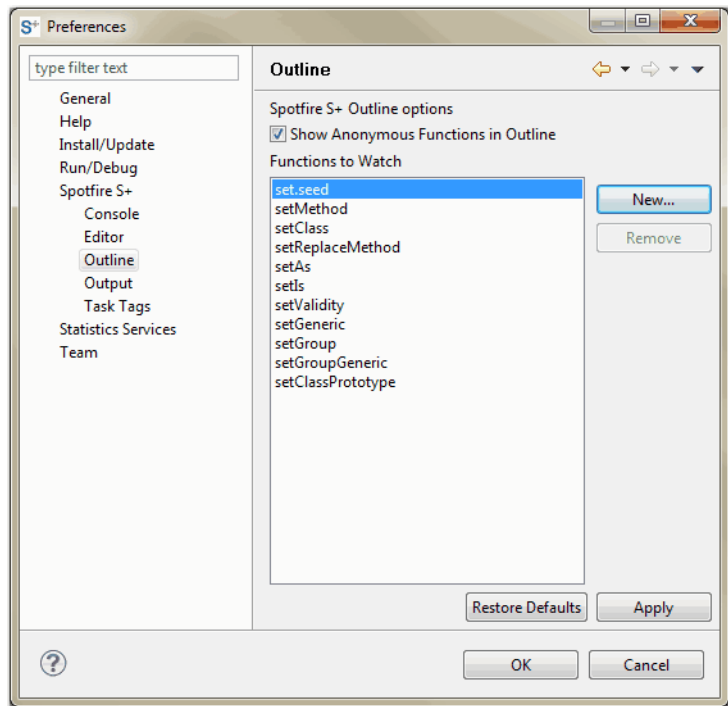 S+ Preferences
type filter text
General
Help
Install/Update
Run/Debug
Spotfire S+
Console
Editor
Outline
Output
Task Tags
Statistics Services
Team
Outline
Spotfire S+ Outline options
Show Anonymous Functions in Outline
Functions to Watch
set.seed
setMethod
setClass
setReplaceMethod
setAs
setIs
setValidity
setGeneric
setGroup
setGroupGeneric
setClassPrototype
New...
Remove
Restore Defaults
Apply
?
OK
Cancel